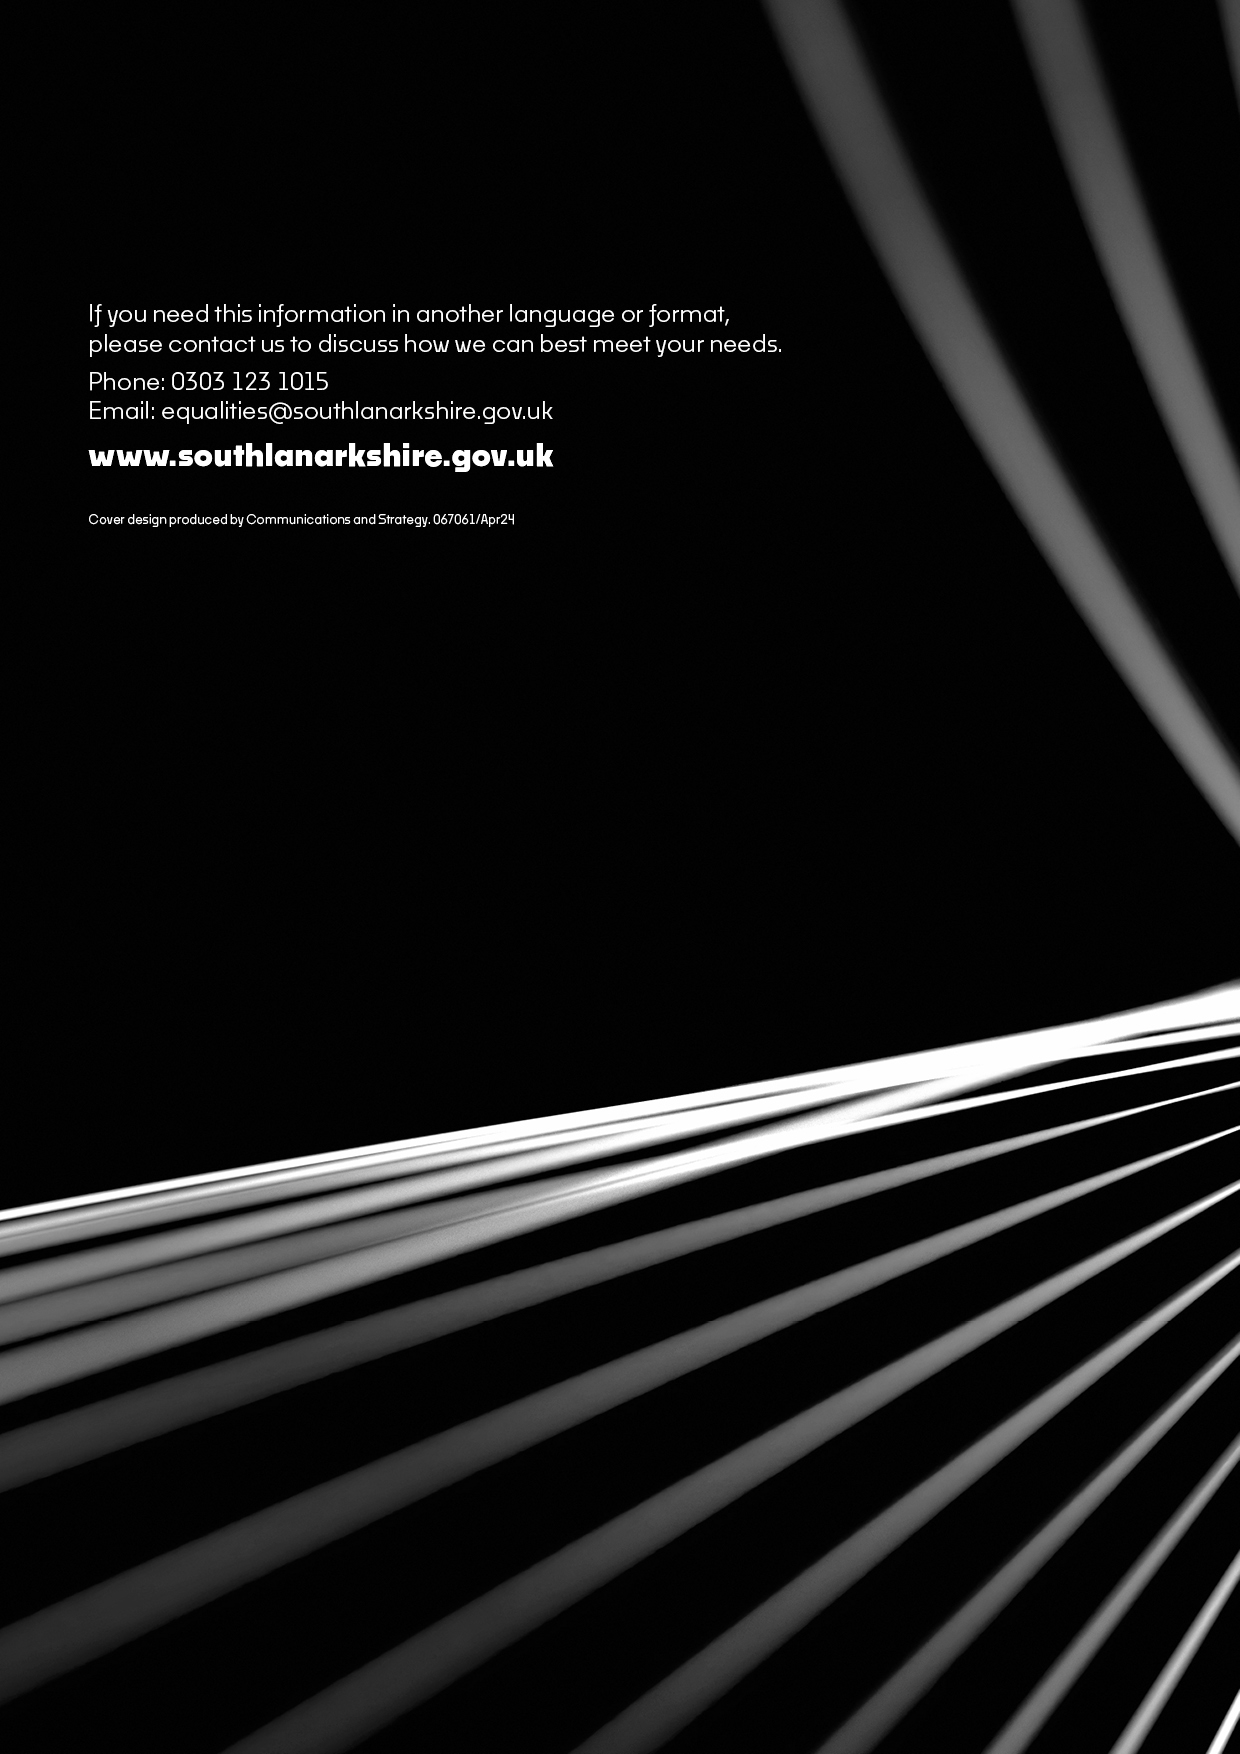 If you need this information in another language or format,
please contact us to discuss how we can best meet your needs.
Phone: 0303 123 1015
Email: equalities@southlanarkshire.gov.uk
www.southlanarkshire.gov.uk
Cover design produced by Communications and Strategy. 067061/Apr24